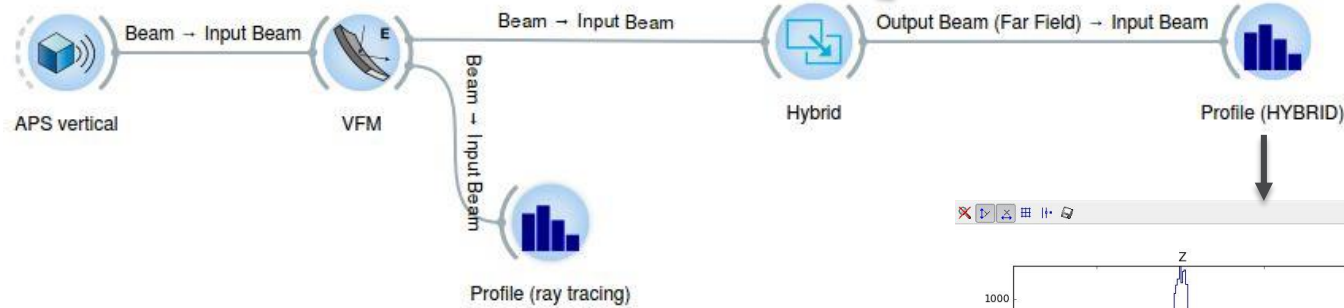 Beam → Input Beam
Beam → Input Beam
Output Beam (Far Field) → Input Beam
E
APS vertical
VFM
Beam → Input Beam
Hybrid
Profile (HYBRID)
Profile (ray tracing)
Z
1000